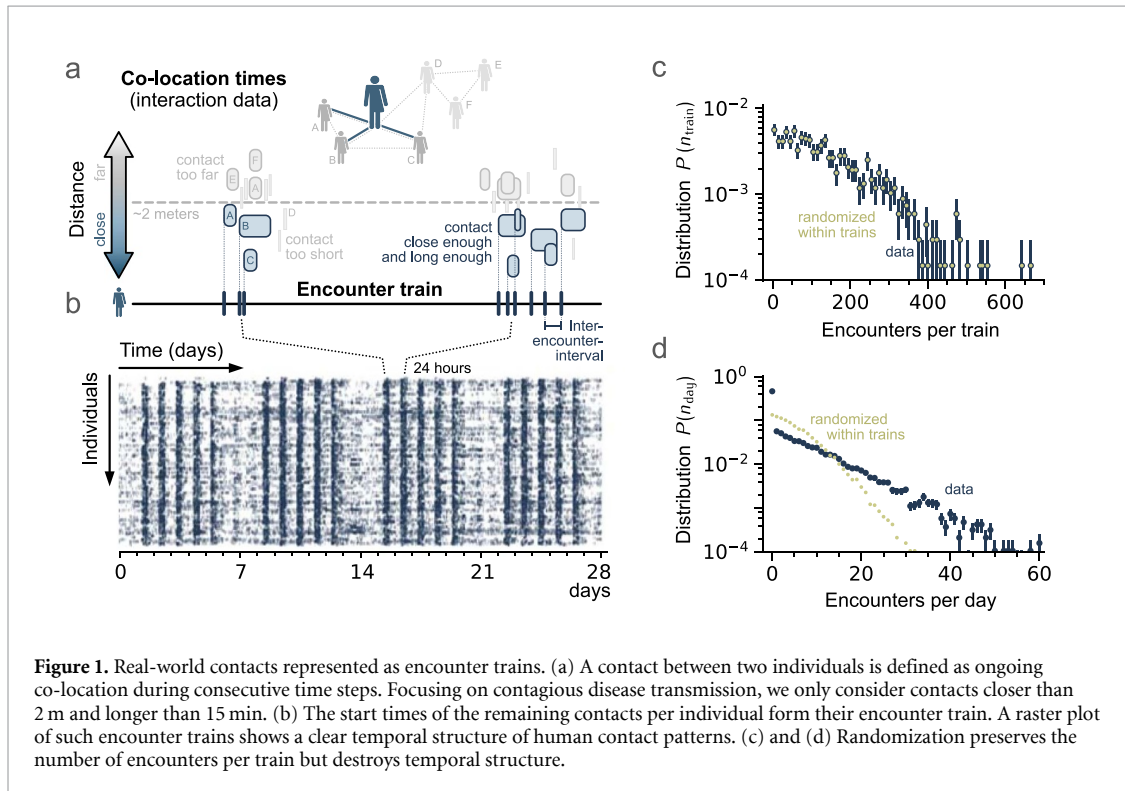 a
Co-location times
(interaction data)
D
E
F
A
B
C
Distance
far
close
contact
too far
E
F
A
~2 meters
A
B
D
C
contact
too short
contact
close enough
and long enough
b
Encounter train
Inter-
encounter-
interval
Time (days)
24 hours
Individuals
0 7 14 21 28
days
c
10⁻²
10⁻³
10⁻⁴
Distribution P(n_train)
randomized
within trains
data
0 200 400 600
Encounters per train
d
10⁰
10⁻²
10⁻⁴
Distribution P(n_day)
randomized
within trains
data
0 20 40 60
Encounters per day
Figure 1. Real-world contacts represented as encounter trains. (a) A contact between two individuals is defined as ongoing
co-location during consecutive time steps. Focusing on contagious disease transmission, we only consider contacts closer than
2 m and longer than 15 min. (b) The start times of the remaining contacts per individual form their encounter train. A raster plot
of such encounter trains shows a clear temporal structure of human contact patterns. (c) and (d) Randomization preserves the
number of encounters per train but destroys temporal structure.